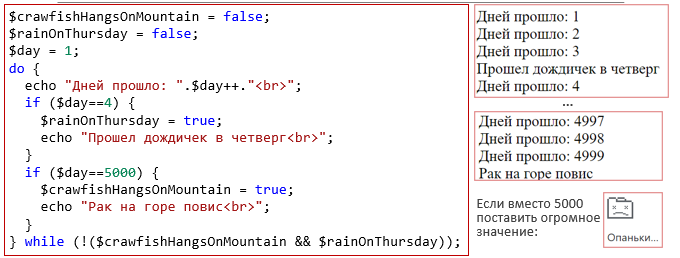 $crawfishHangsOnMountain = false;
$rainOnThursday = false;
$day = 1;
do {
  echo "Дней прошло: ".$day++."<br>";
  if ($day==4) {
    $rainOnThursday = true;
    echo "Прошел дождичек в четверг<br>";
  }
  if ($day==5000) {
    $crawfishHangsOnMountain = true;
    echo "Рак на горе повис<br>";
  }
} while (!($crawfishHangsOnMountain && $rainOnThursday));
Дней прошло: 1
Дней прошло: 2
Дней прошло: 3
Прошел дождичек в четверг
Дней прошло: 4
...
Дней прошло: 4997
Дней прошло: 4998
Дней прошло: 4999
Рак на горе повис
Если вместо 5000
поставить огромное
значение:
Опаньки...